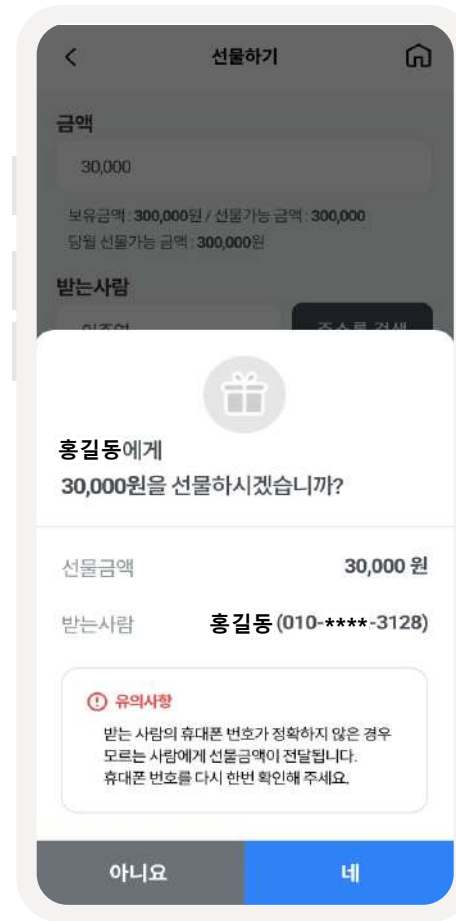 선물하기
금액
30,000
보유금액 : 300,000원 / 선물가능 금액 : 300,000
당월 선물가능 금액 : 300,000원
받는사람
홍길동에게
30,000원을 선물하시겠습니까?
선물금액 30,000 원
받는사람 홍길동 (010-****-3128)
유의사항
받는 사람의 휴대폰 번호가 정확하지 않은 경우
모르는 사람에게 선물금액이 전달됩니다.
휴대폰 번호를 다시 한번 확인해 주세요.
아니요 네